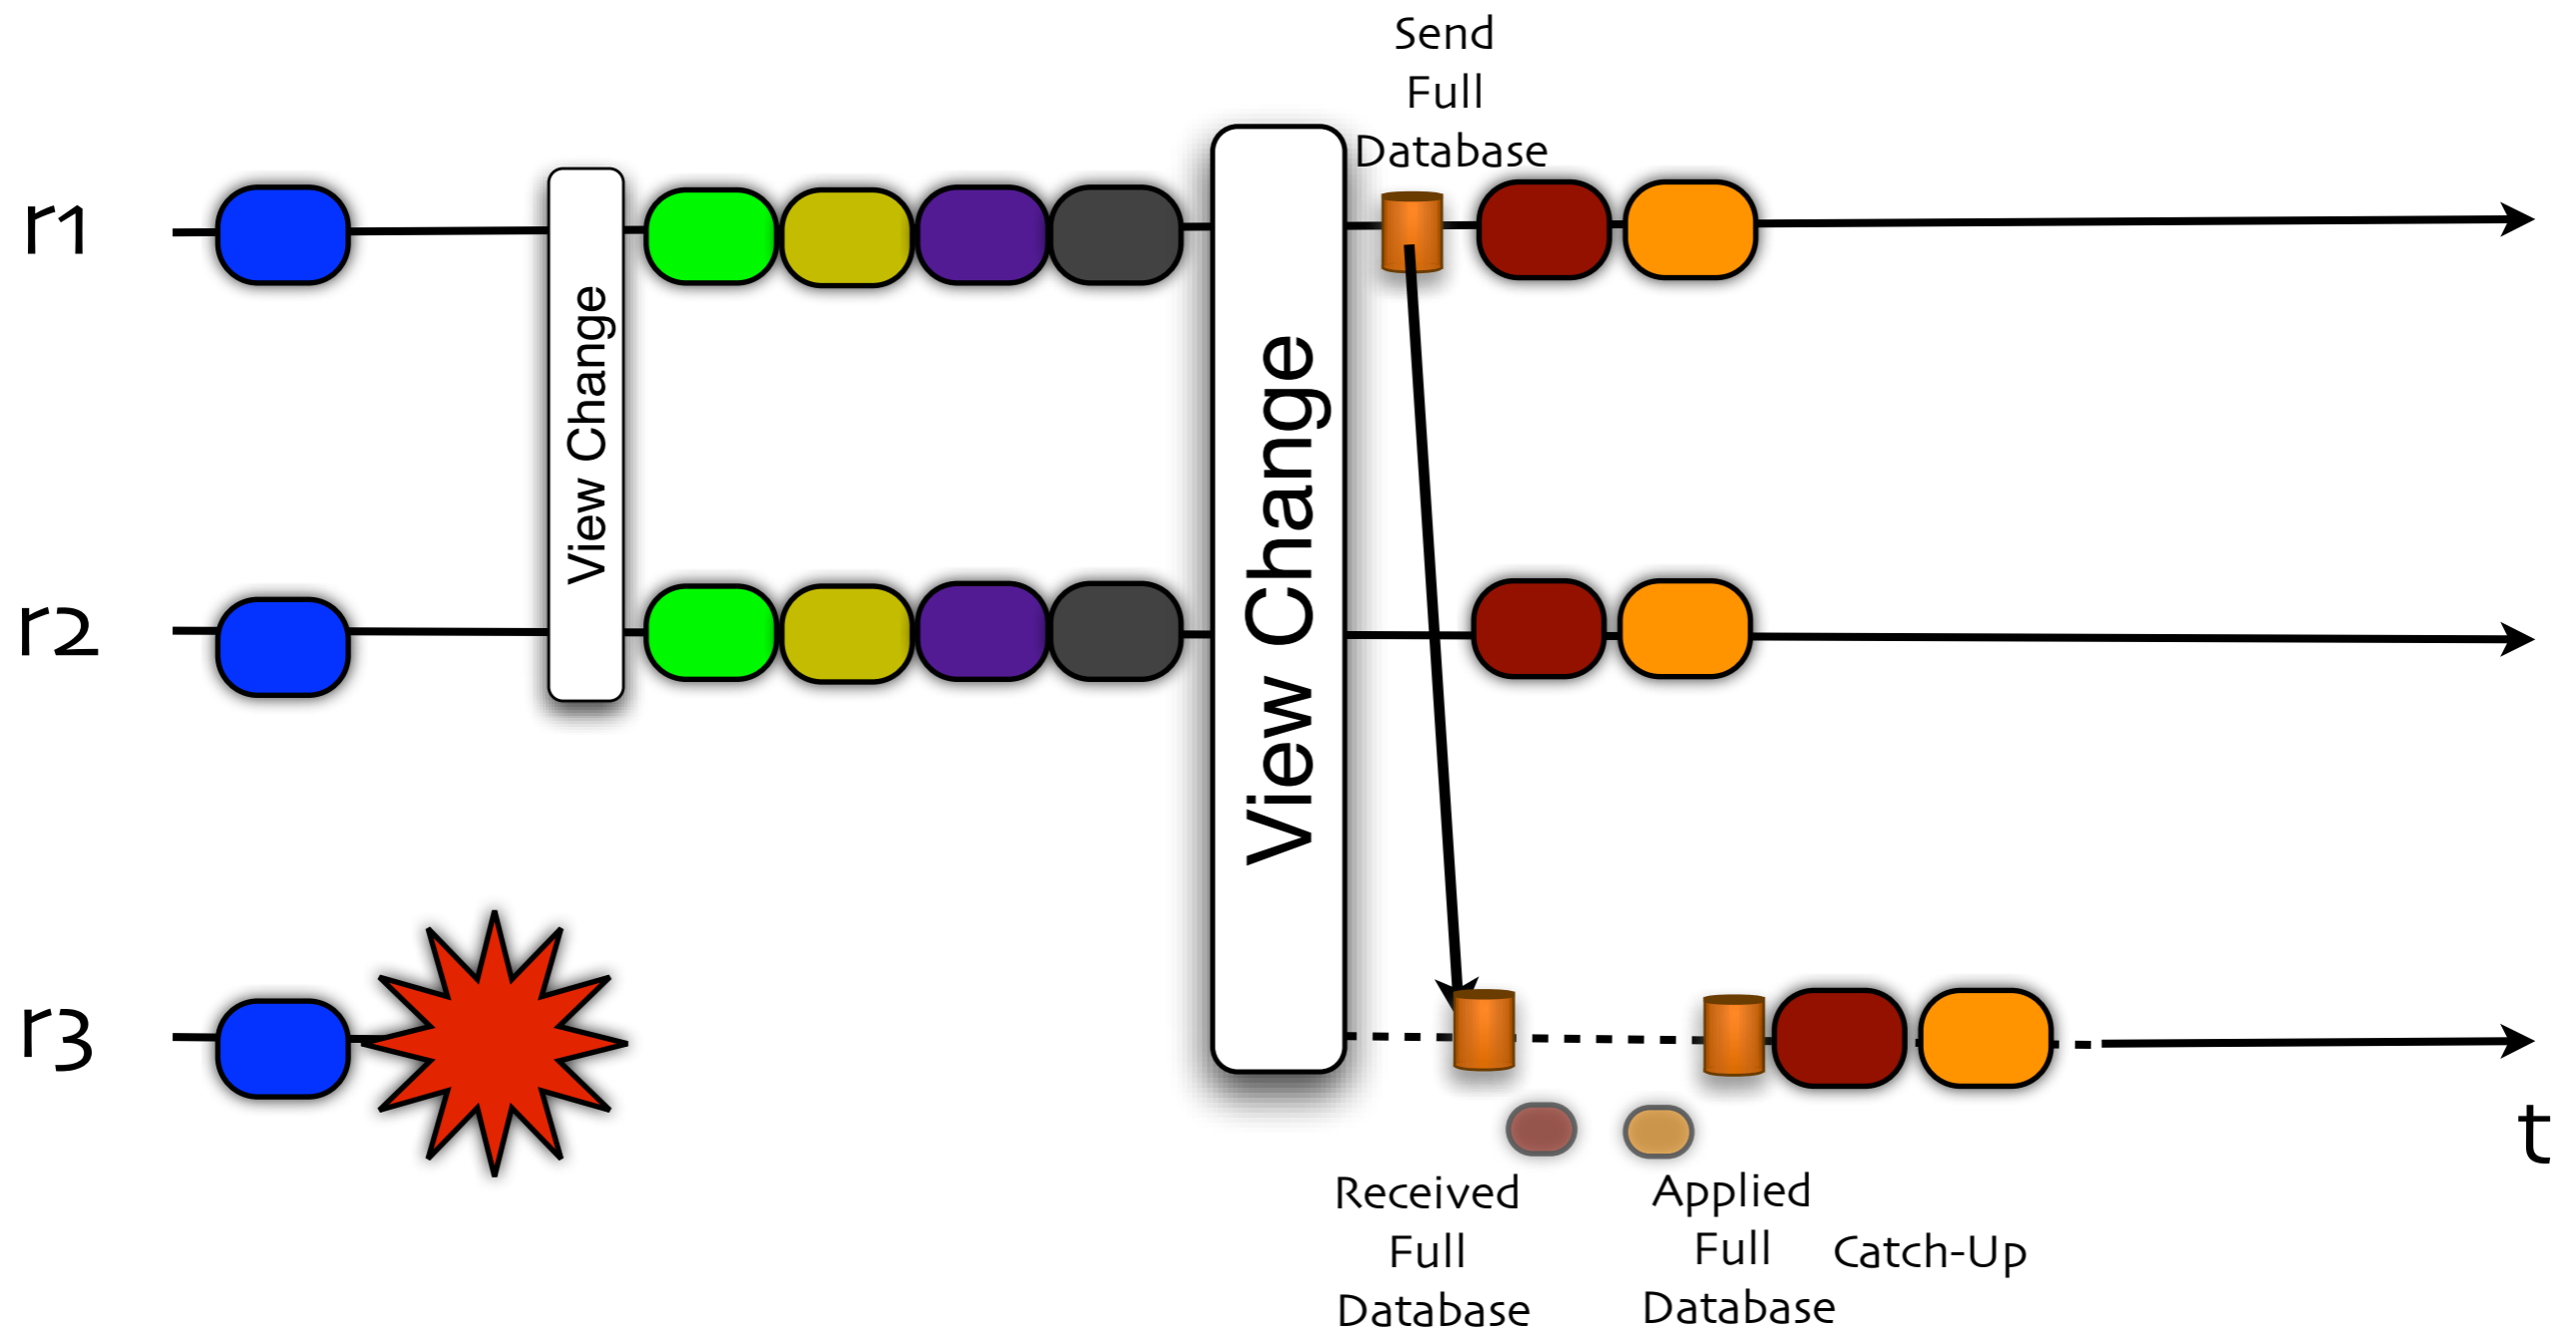 Send
Full
Database
r1
View Change
View Change
r2
r3
t
Received
Full
Database
Applied
Full
Database
Catch-Up